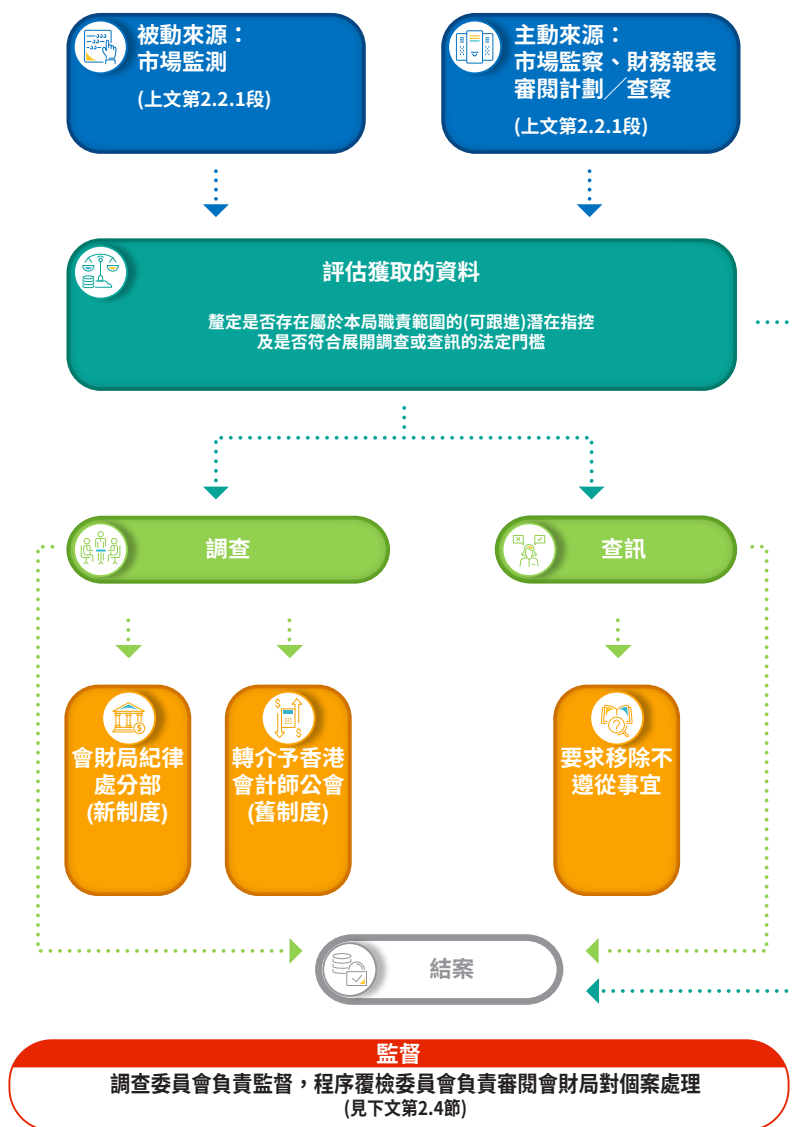 被動來源：
市場監測
(上文第2.2.1段)
主動來源：
市場監察、財務報表
審閱計劃╱查察
(上文第2.2.1段)
評估獲取的資料
釐定是否存在屬於本局職責範圍的(可跟進)潛在指控
及是否符合展開調查或查訊的法定門檻
調查
查訊
會財局紀律
處分部
(新制度)
轉介予香港
會計師公會
(舊制度)
要求移除不
遵從事宜
結案
監督
調查委員會負責監督，程序覆檢委員會負責審閱會財局對個案處理
(見下文第2.4節)